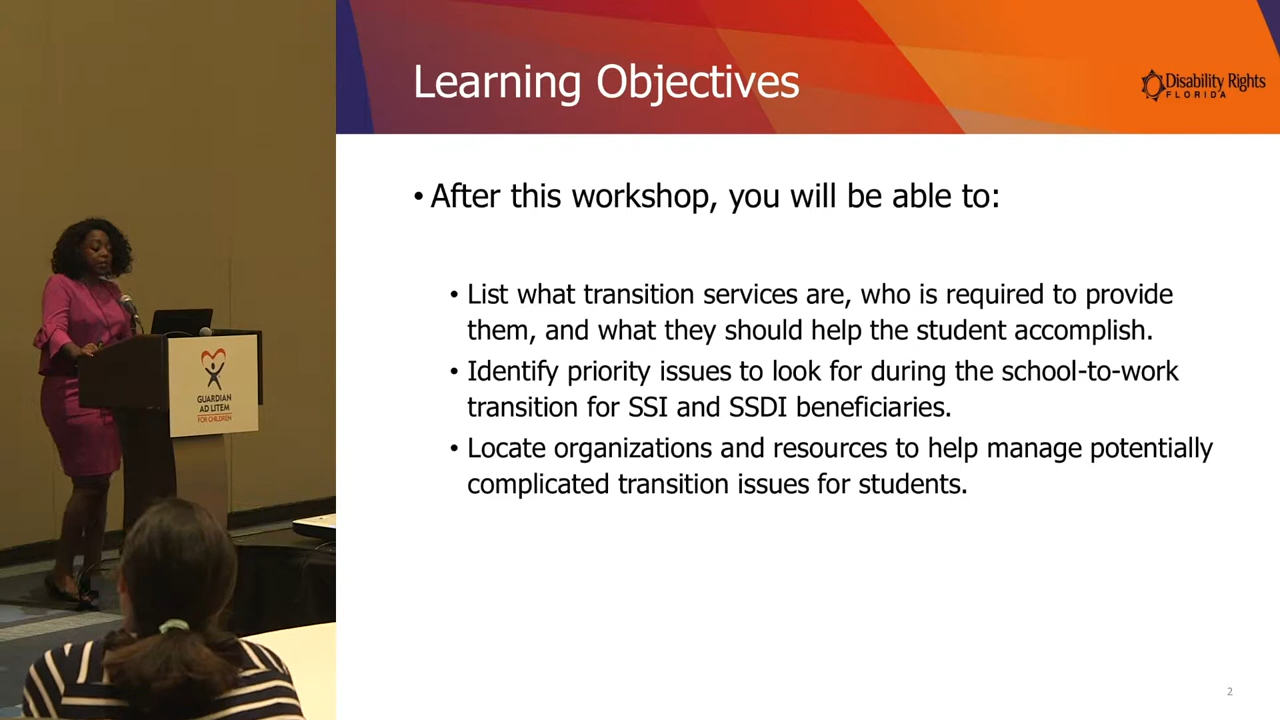 Learning Objectives
Disability Rights
FLORIDA
• After this workshop, you will be able to:
• List what transition services are, who is required to provide
them, and what they should help the student accomplish.
• Identify priority issues to look for during the school-to-work
transition for SSI and SSDI beneficiaries.
• Locate organizations and resources to help manage potentially
complicated transition issues for students.
GUARDIAN
AD LITEM
FOR CHILDREN
2